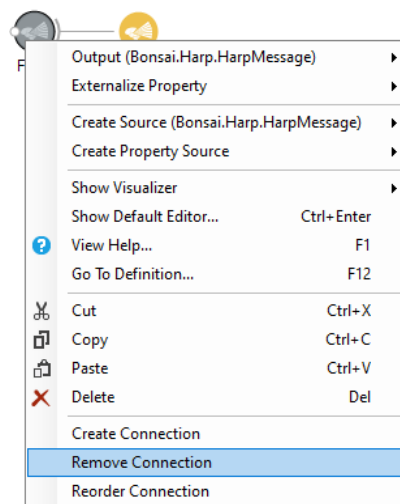 F
Output (Bonsai.Harp.HarpMessage)
Externalize Property
Create Source (Bonsai.Harp.HarpMessage)
Create Property Source
Show Visualizer
Show Default Editor... Ctrl+Enter
View Help... F1
Go To Definition... F12
Cut Ctrl+X
Copy Ctrl+C
Paste Ctrl+V
Delete Del
Create Connection
Remove Connection
Reorder Connection